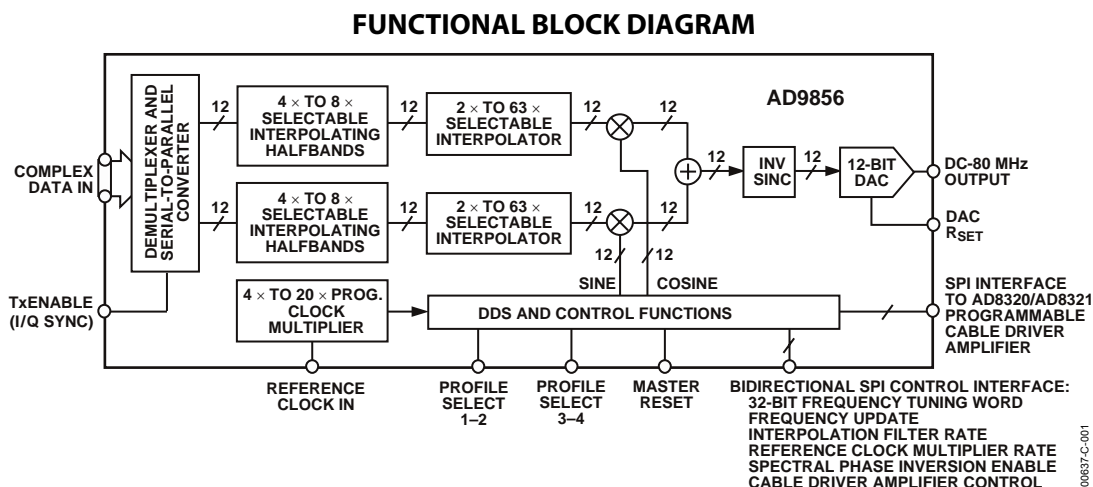 FUNCTIONAL BLOCK DIAGRAM
COMPLEX
DATA IN
TxENABLE
(I/Q SYNC)
DEMULTIPLEXER AND
SERIAL-TO-PARALLEL
CONVERTER
12
4 × TO 8 ×
SELECTABLE
INTERPOLATING
HALFBANDS
12
2 × TO 63 ×
SELECTABLE
INTERPOLATOR
12
12
12
4 × TO 8 ×
SELECTABLE
INTERPOLATING
HALFBANDS
12
2 × TO 63 ×
SELECTABLE
INTERPOLATOR
12
12
12
12
SINE
COSINE
AD9856
12
INV
SINC
12
12-BIT
DAC
DC-80 MHz
OUTPUT
DAC
RSET
4 × TO 20 × PROG.
CLOCK
MULTIPLIER
DDS AND CONTROL FUNCTIONS
SPI INTERFACE
TO AD8320/AD8321
PROGRAMMABLE
CABLE DRIVER
AMPLIFIER
REFERENCE
CLOCK IN
PROFILE
SELECT
1–2
PROFILE
SELECT
3–4
MASTER
RESET
BIDIRECTIONAL SPI CONTROL INTERFACE:
32-BIT FREQUENCY TUNING WORD
FREQUENCY UPDATE
INTERPOLATION FILTER RATE
REFERENCE CLOCK MULTIPLIER RATE
SPECTRAL PHASE INVERSION ENABLE
CABLE DRIVER AMPLIFIER CONTROL
00637-C-001